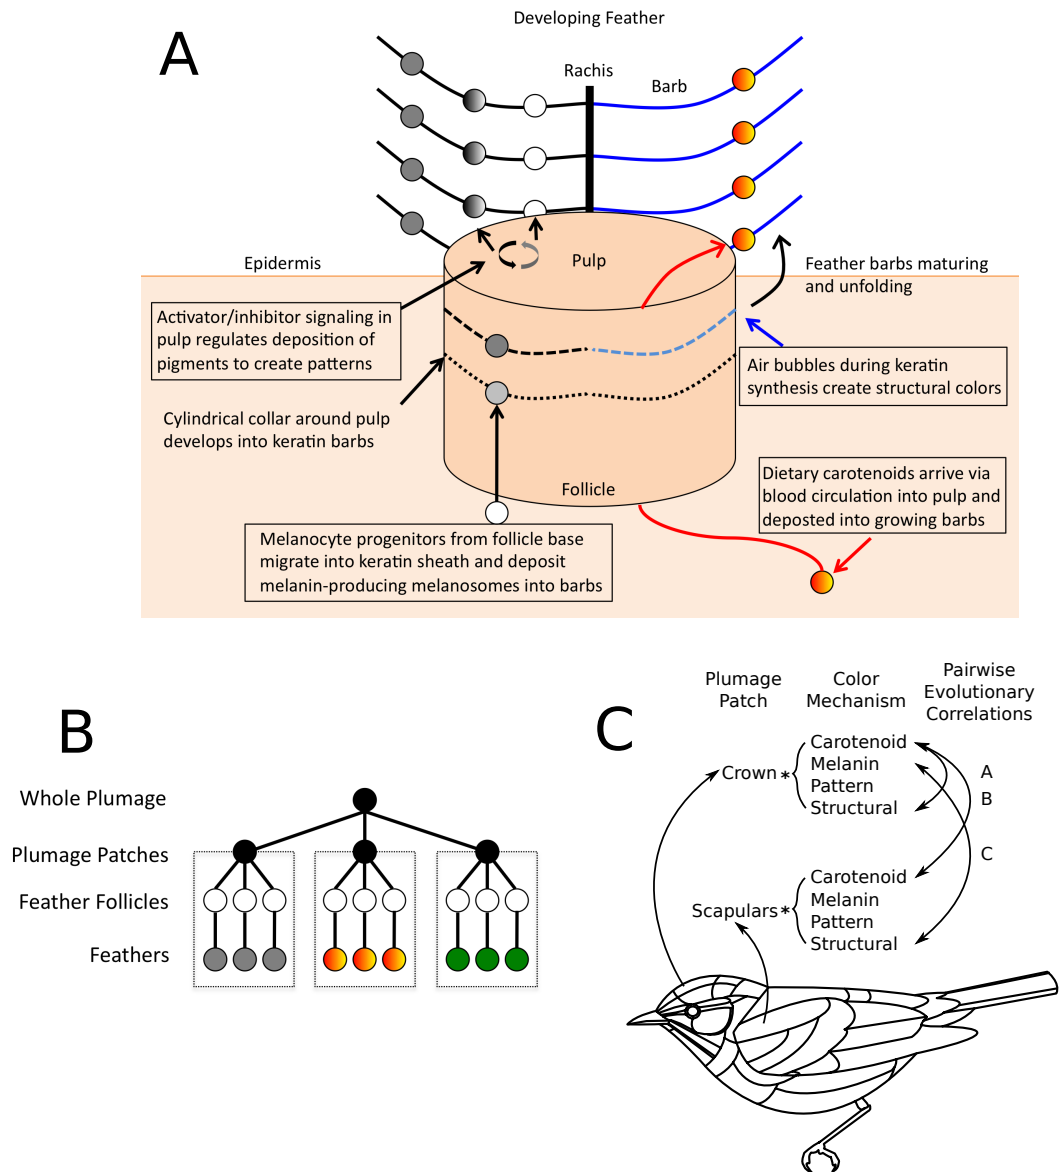 A
Developing Feather
Rachis
Barb
Epidermis
Pulp
Feather barbs maturing
and unfolding
Activator/inhibitor signaling in
pulp regulates deposition of
pigments to create patterns
Air bubbles during keratin
synthesis create structural colors
Cylindrical collar around pulp
develops into keratin barbs
Follicle
Dietary carotenoids arrive via
blood circulation into pulp and
deposited into growing barbs
Melanocyte progenitors from follicle base
migrate into keratin sheath and deposit
melanin-producing melanosomes into barbs
B
Whole Plumage
Plumage Patches
Feather Follicles
Feathers
C
Plumage
Patch
Color
Mechanism
Pairwise
Evolutionary
Correlations
Crown *
Carotenoid
Melanin
Pattern
Structural
A
B
C
Scapulars *
Carotenoid
Melanin
Pattern
Structural